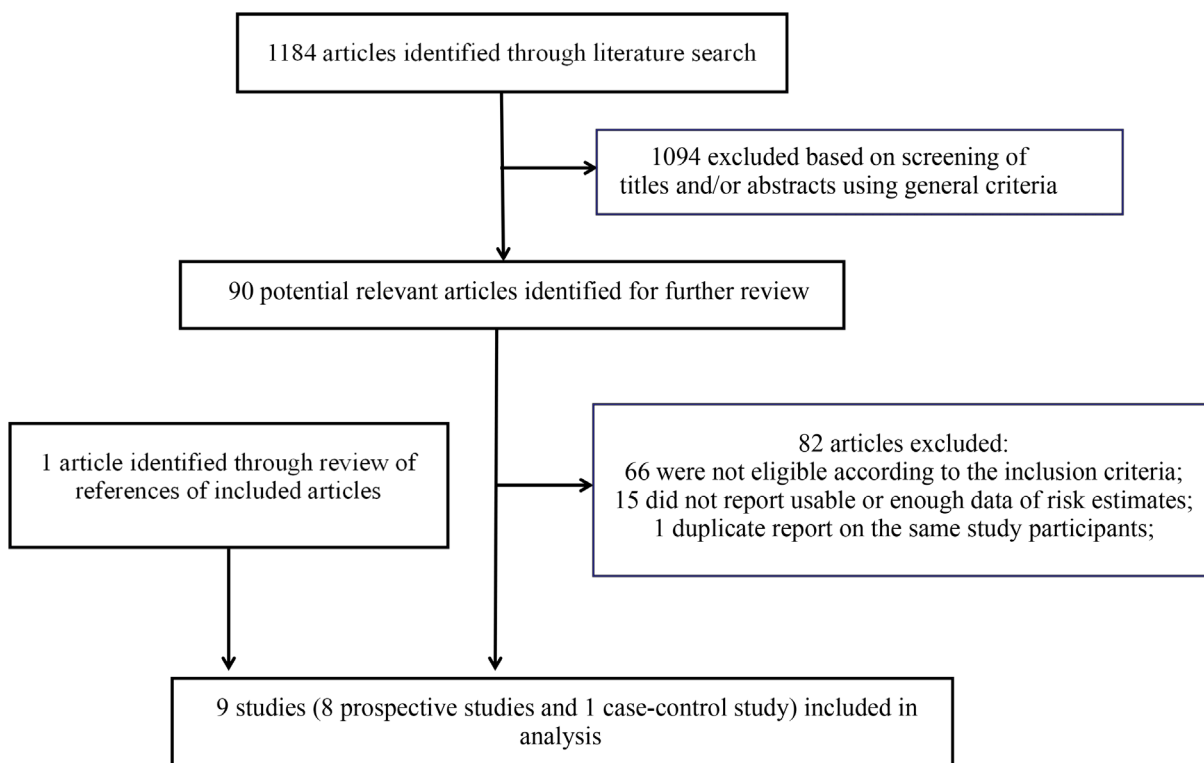 1184 articles identified through literature search
1094 excluded based on screening of
titles and/or abstracts using general criteria
90 potential relevant articles identified for further review
1 article identified through review of
references of included articles
82 articles excluded:
66 were not eligible according to the inclusion criteria;
15 did not report usable or enough data of risk estimates;
1 duplicate report on the same study participants;
9 studies (8 prospective studies and 1 case-control study) included in
analysis